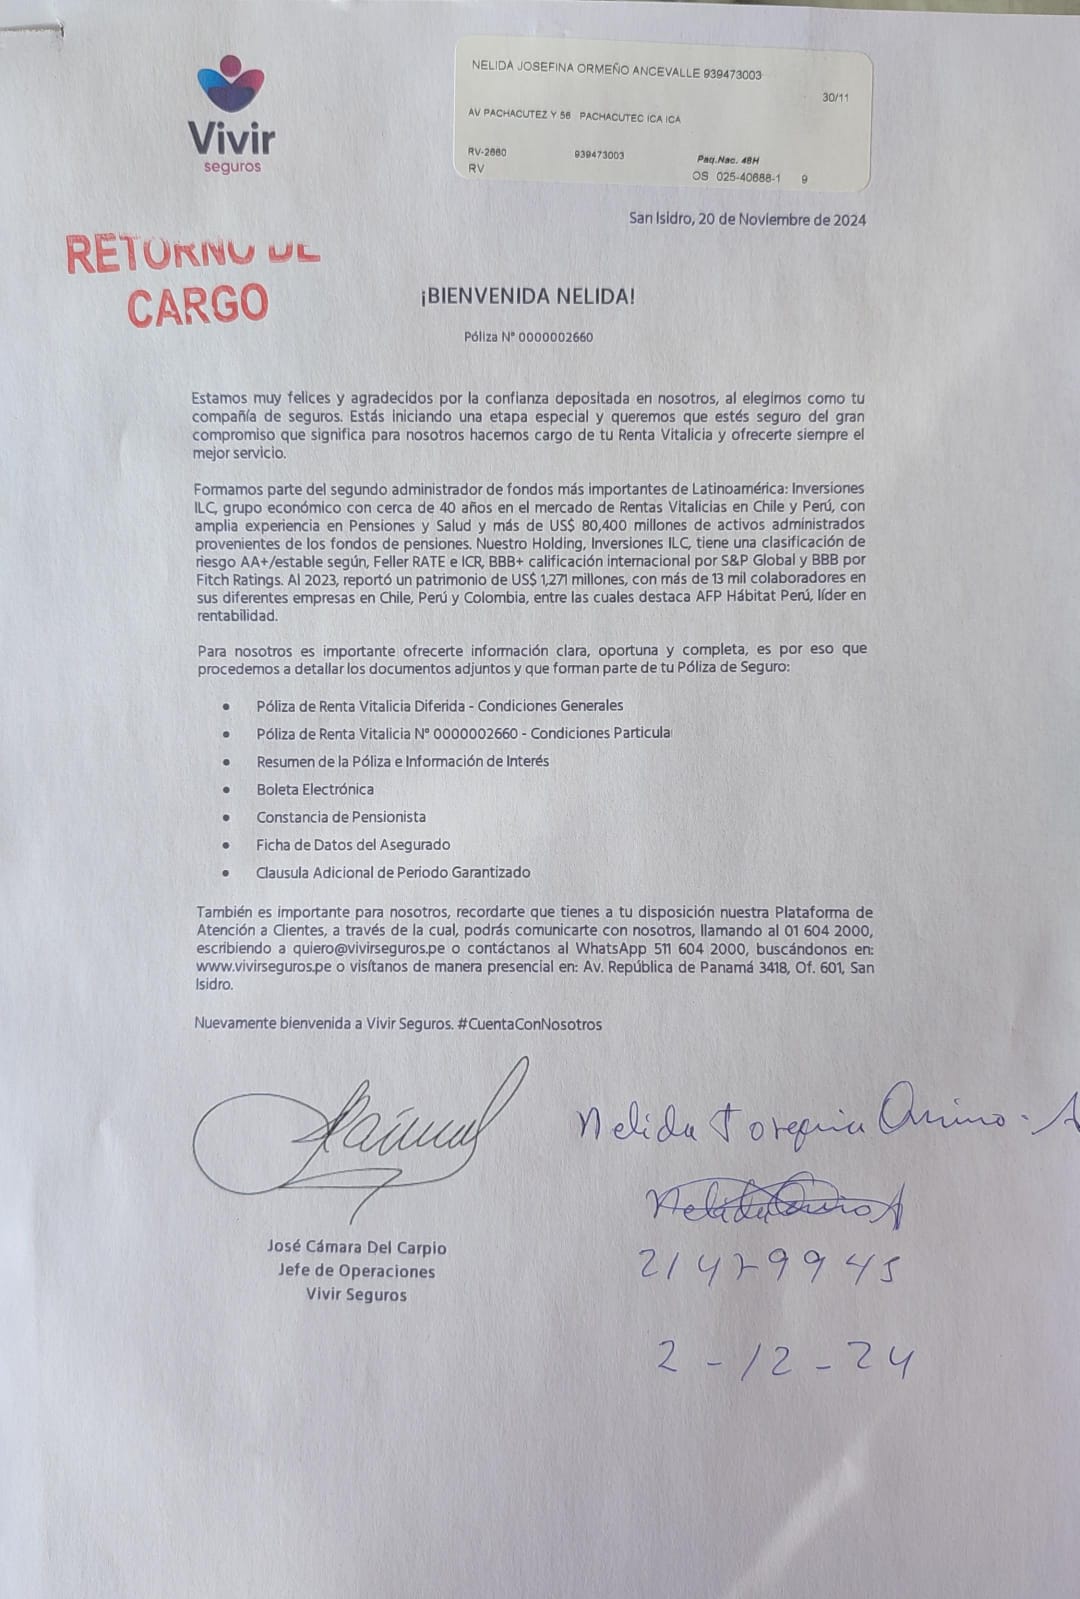 Vivir
seguros
NELIDA JOSEFINA ORMEÑO ANCEVALLE 939473003
30/11
AV PACHACUTEZ Y 56 PACHACUTEC ICA ICA
RV-2660 939473003 Paq.Nac. 48H
RV OS 025-40688-1 9
San Isidro, 20 de Noviembre de 2024
RETORNO DE
CARGO
¡BIENVENIDA NELIDA!
Póliza N° 0000002660
Estamos muy felices y agradecidos por la confianza depositada en nosotros, al elegirnos como tu
compañía de seguros. Estás iniciando una etapa especial y queremos que estés seguro del gran
compromiso que significa para nosotros hacernos cargo de tu Renta Vitalicia y ofrecerte siempre el
mejor servicio.
Formamos parte del segundo administrador de fondos más importantes de Latinoamérica: Inversiones
ILC, grupo económico con cerca de 40 años en el mercado de Rentas Vitalicias en Chile y Perú, con
amplia experiencia en Pensiones y Salud y más de US$ 80,400 millones de activos administrados
provenientes de los fondos de pensiones. Nuestro Holding, Inversiones ILC, tiene una clasificación de
riesgo AA+/estable según, Feller RATE e ICR, BBB+ calificación internacional por S&P Global y BBB por
Fitch Ratings. Al 2023, reportó un patrimonio de US$ 1,271 millones, con más de 13 mil colaboradores en
sus diferentes empresas en Chile, Perú y Colombia, entre las cuales destaca AFP Hábitat Perú, líder en
rentabilidad.
Para nosotros es importante ofrecerte información clara, oportuna y completa, es por eso que
procedemos a detallar los documentos adjuntos y que forman parte de tu Póliza de Seguro:
• Póliza de Renta Vitalicia Diferida - Condiciones Generales
• Póliza de Renta Vitalicia N° 0000002660 - Condiciones Particula
• Resumen de la Póliza e Información de Interés
• Boleta Electrónica
• Constancia de Pensionista
• Ficha de Datos del Asegurado
• Clausula Adicional de Periodo Garantizado
También es importante para nosotros, recordarte que tienes a tu disposición nuestra Plataforma de
Atención a Clientes, a través de la cual, podrás comunicarte con nosotros, llamando al 01 604 2000,
escribiendo a quiero@vivirseguros.pe o contáctanos al WhatsApp 511 604 2000, buscándonos en:
www.vivirseguros.pe o visítanos de manera presencial en: Av. República de Panamá 3418, Of. 601, San
Isidro.
Nuevamente bienvenida a Vivir Seguros. #CuentaConNosotros
Nelida
José Cámara Del Carpio
Jefe de Operaciones
Vivir Seguros
2-12-24